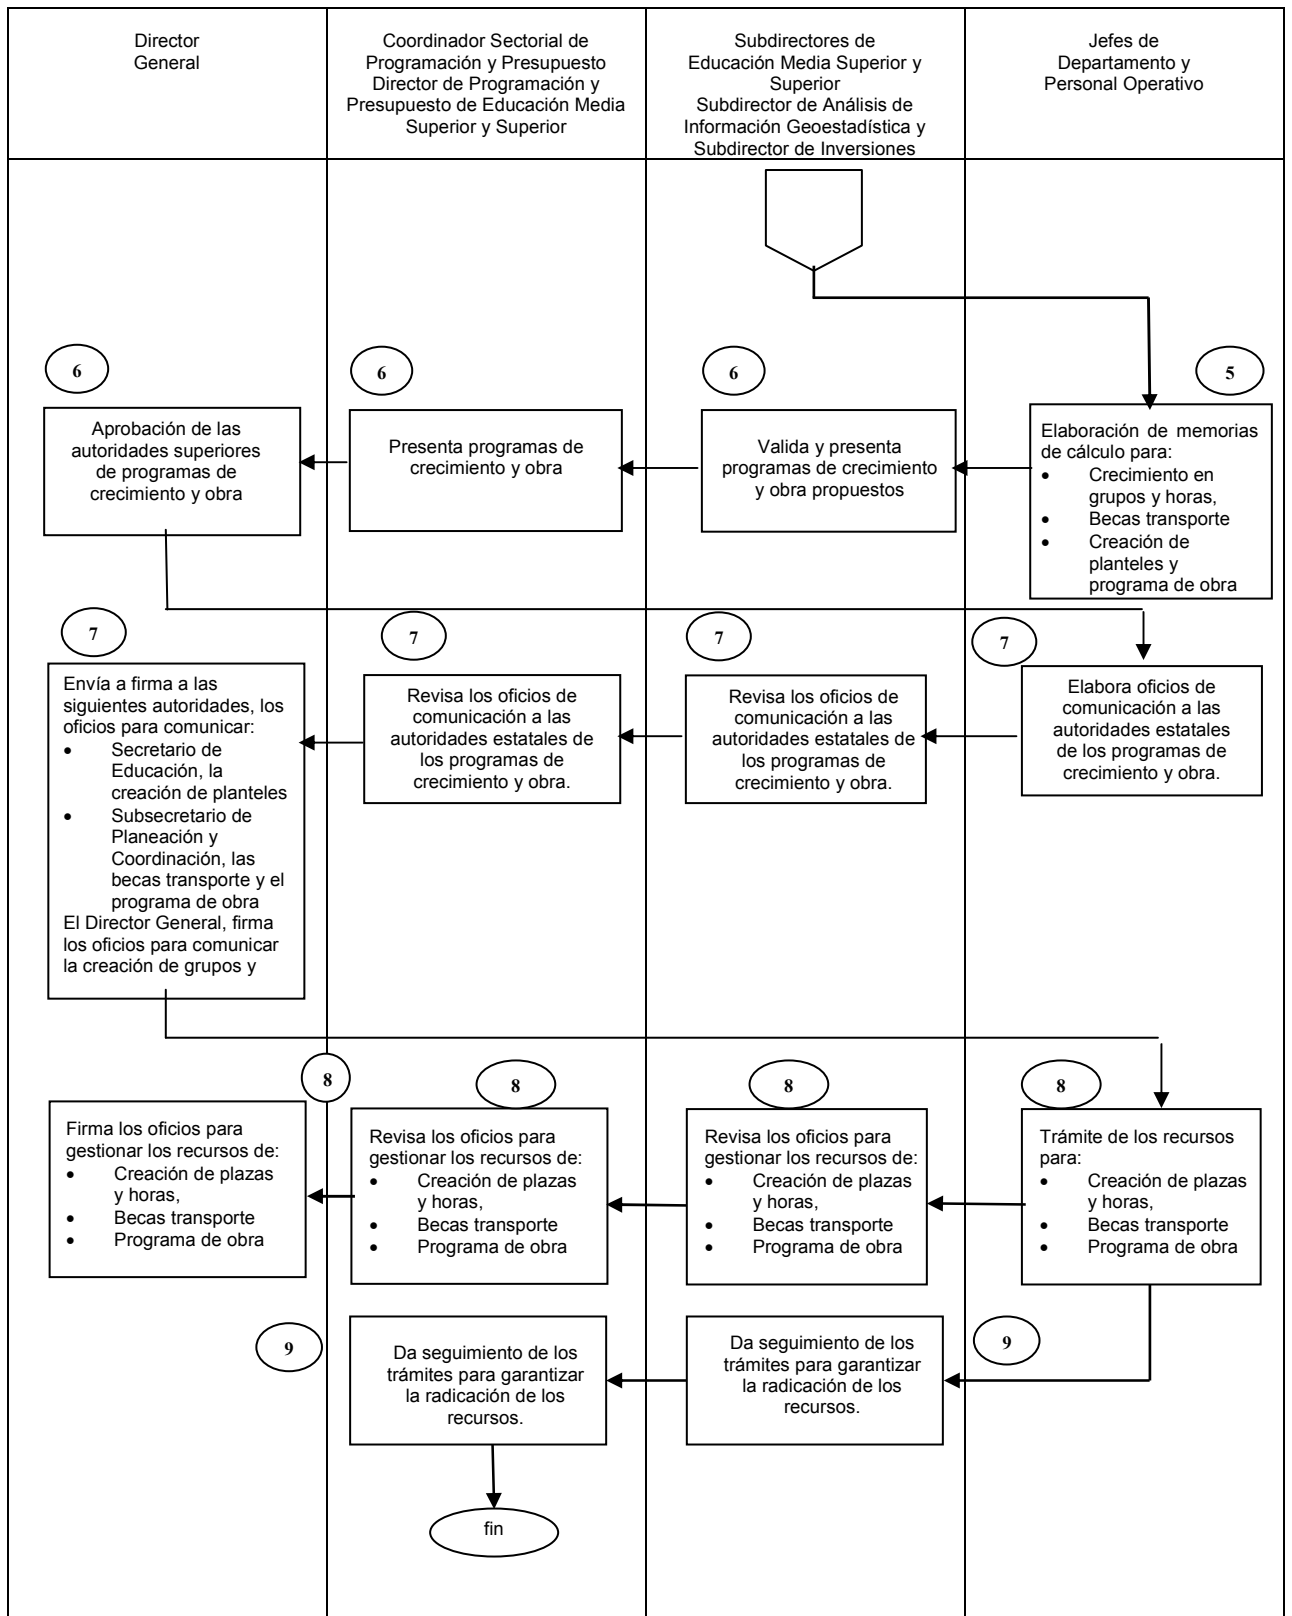 Director
General
Coordinador Sectorial de
Programación y Presupuesto
Director de Programación y
Presupuesto de Educación Media
Superior y Superior
Subdirectores de
Educación Media Superior y
Superior
Subdirector de Análisis de
Información Geoestadística y
Subdirector de Inversiones
Jefes de
Departamento y
Personal Operativo
6
6
6
5
Aprobación de las
autoridades superiores
de programas de
crecimiento y obra
Presenta programas de
crecimiento y obra
Valida y presenta
programas de crecimiento
y obra propuestos
Elaboración de memorias
de cálculo para:
• Crecimiento en
grupos y horas,
• Becas transporte
• Creación de
planteles y
programa de obra
7
7
7
7
Envía a firma a las
siguientes autoridades, los
oficios para comunicar:
• Secretario de
Educación, la
creación de planteles
• Subsecretario de
Planeación y
Coordinación, las
becas transporte y el
programa de obra
El Director General, firma
los oficios para comunicar
la creación de grupos y
Revisa los oficios de
comunicación a las
autoridades estatales de
los programas de
crecimiento y obra.
Revisa los oficios de
comunicación a las
autoridades estatales de
los programas de
crecimiento y obra.
Elabora oficios de
comunicación a las
autoridades estatales
de los programas de
crecimiento y obra.
8
8
8
8
Firma los oficios para
gestionar los recursos de:
• Creación de plazas
y horas,
• Becas transporte
• Programa de obra
Revisa los oficios para
gestionar los recursos de:
• Creación de plazas
y horas,
• Becas transporte
• Programa de obra
Revisa los oficios para
gestionar los recursos de:
• Creación de plazas
y horas,
• Becas transporte
• Programa de obra
Trámite de los recursos
para:
• Creación de plazas
y horas,
• Becas transporte
• Programa de obra
9
9
Da seguimiento de los
trámites para garantizar
la radicación de los
recursos.
Da seguimiento de los
trámites para garantizar
la radicación de los
recursos.
fin